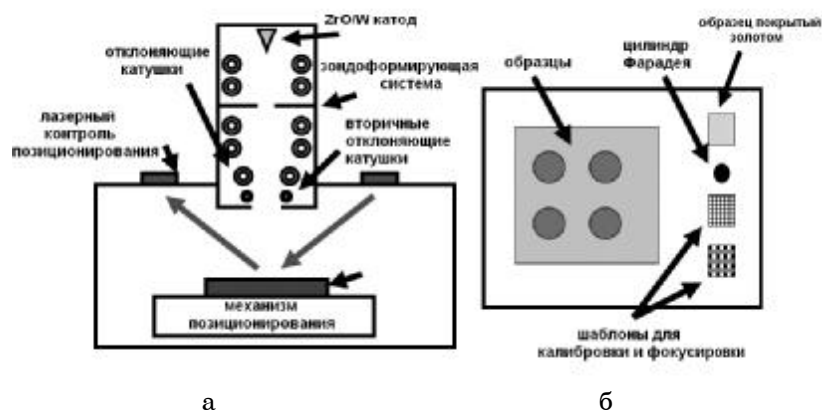 ZrO/W катод
отклоняющие
катушки
зондоформирующая
система
лазерный
контроль
позиционирования
вторичные
отклоняющие
катушки
механизм
позиционирования
а
образец покрытый
золотом
цилиндр
Фарадея
образцы
шаблоны для
калибровки и фокусировки
б